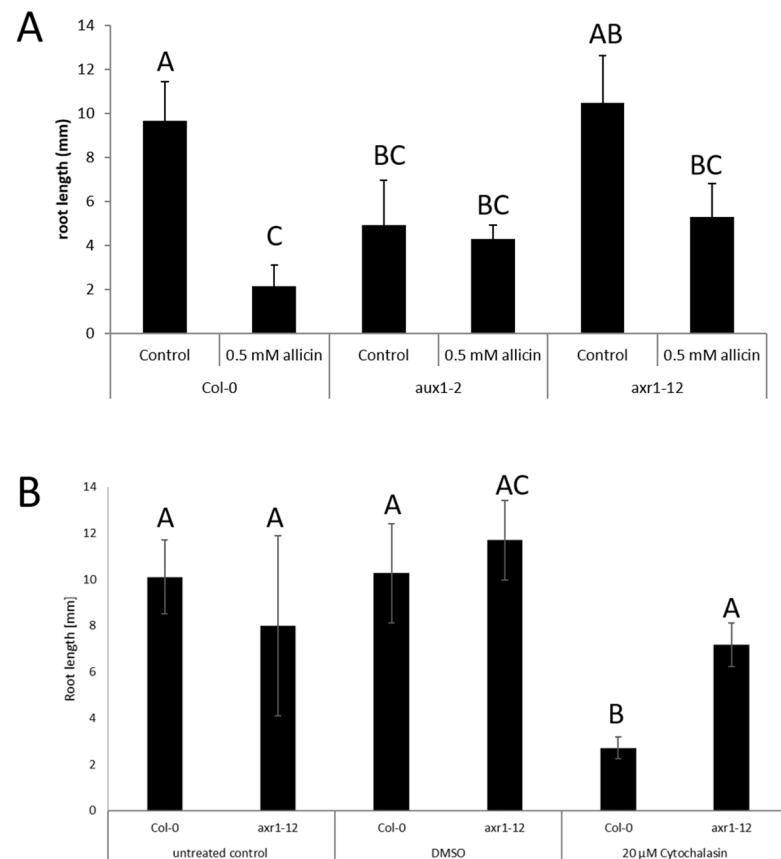 A
14
12
10
8
6
4
2
0
root length (mm)
A
C
BC
BC
AB
BC
Control 0.5 mM allicin Control 0.5 mM allicin Control 0.5 mM allicin
Col-0 aux1-2 axr1-12
B
14
12
10
8
6
4
2
0
Root length [mm]
A
A
A
AC
B
A
Col-0 axr1-12 Col-0 axr1-12 Col-0 axr1-12
untreated control DMSO 20 µM Cytochalasin